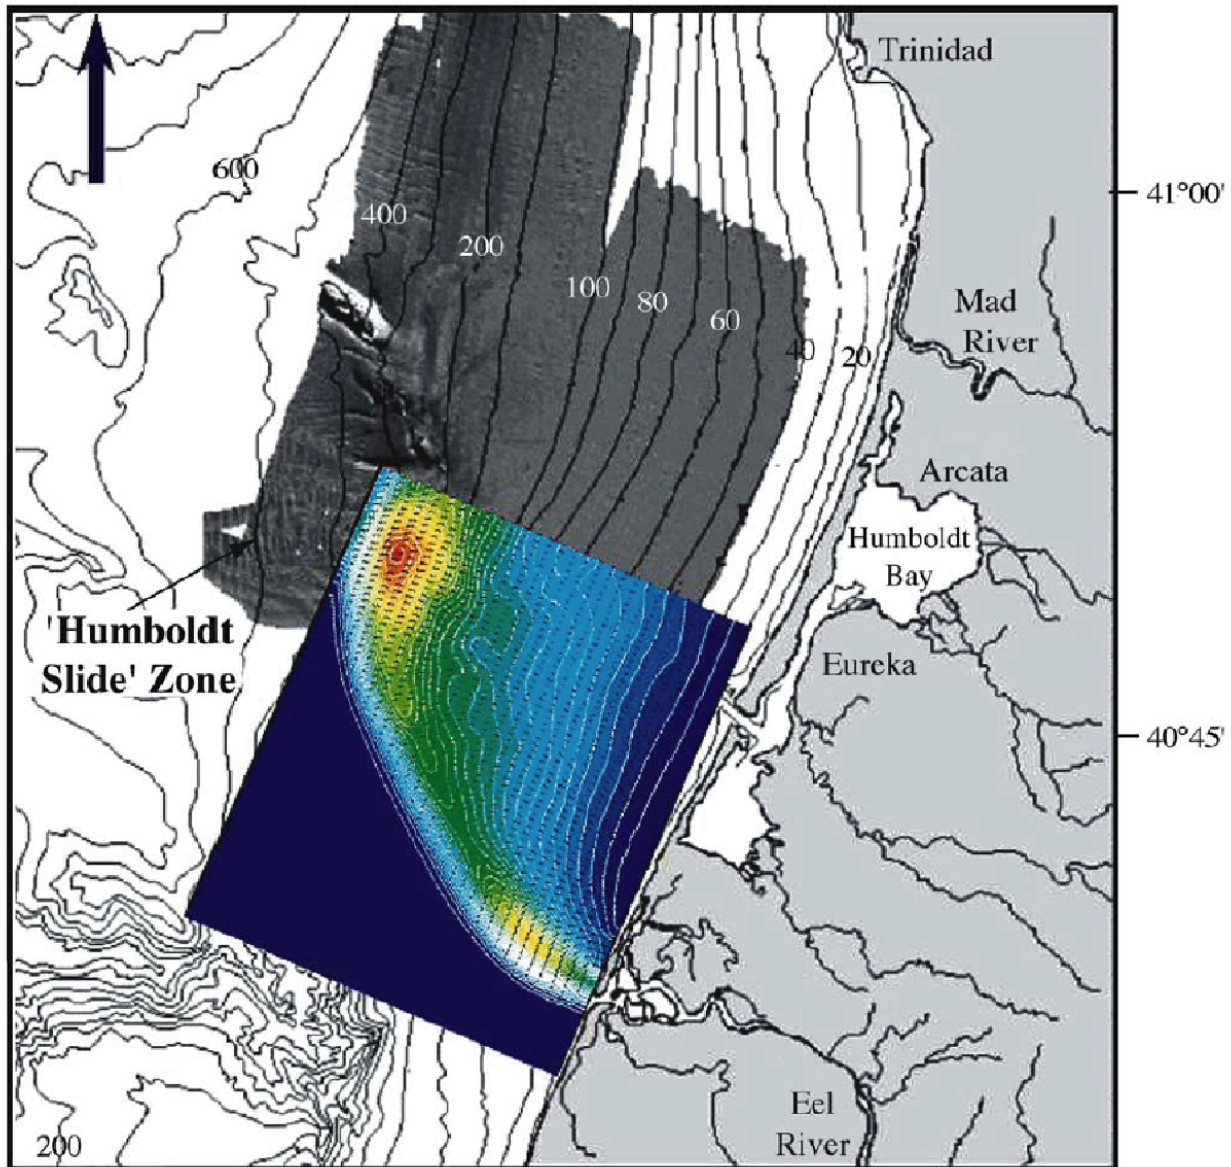 Trinidad
600
41°00'
400
200
100
80
60
Mad
River
40
20
Arcata
Humboldt
Bay
'Humboldt
Slide' Zone
Eureka
40°45'
Eel
River
200